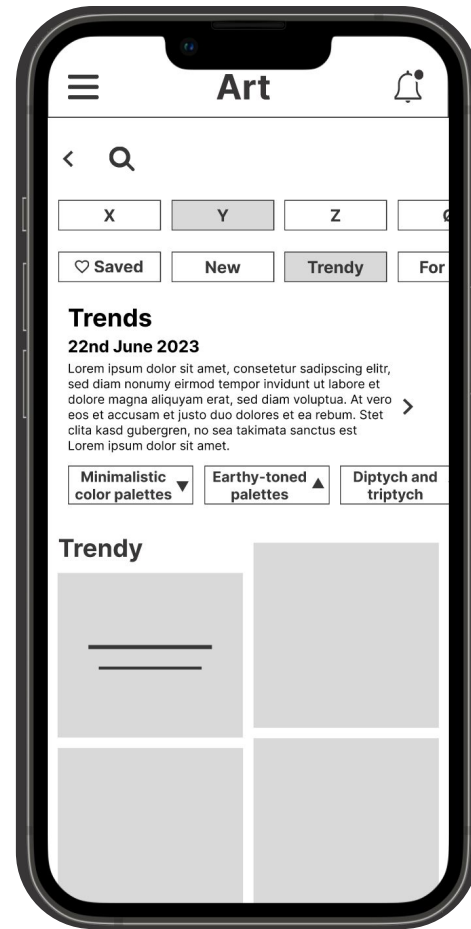 Art
X Y Z
Saved New Trendy For
Trends
22nd June 2023
Lorem ipsum dolor sit amet, consetetur sadipscing elitr,
sed diam nonumy eirmod tempor invidunt ut labore et
dolore magna aliquyam erat, sed diam voluptua. At vero
eos et accusam et justo duo dolores et ea rebum. Stet
clita kasd gubergren, no sea takimata sanctus est
Lorem ipsum dolor sit amet.
Minimalistic
color palettes
Earthy-toned
palettes
Diptych and
triptych
Trendy